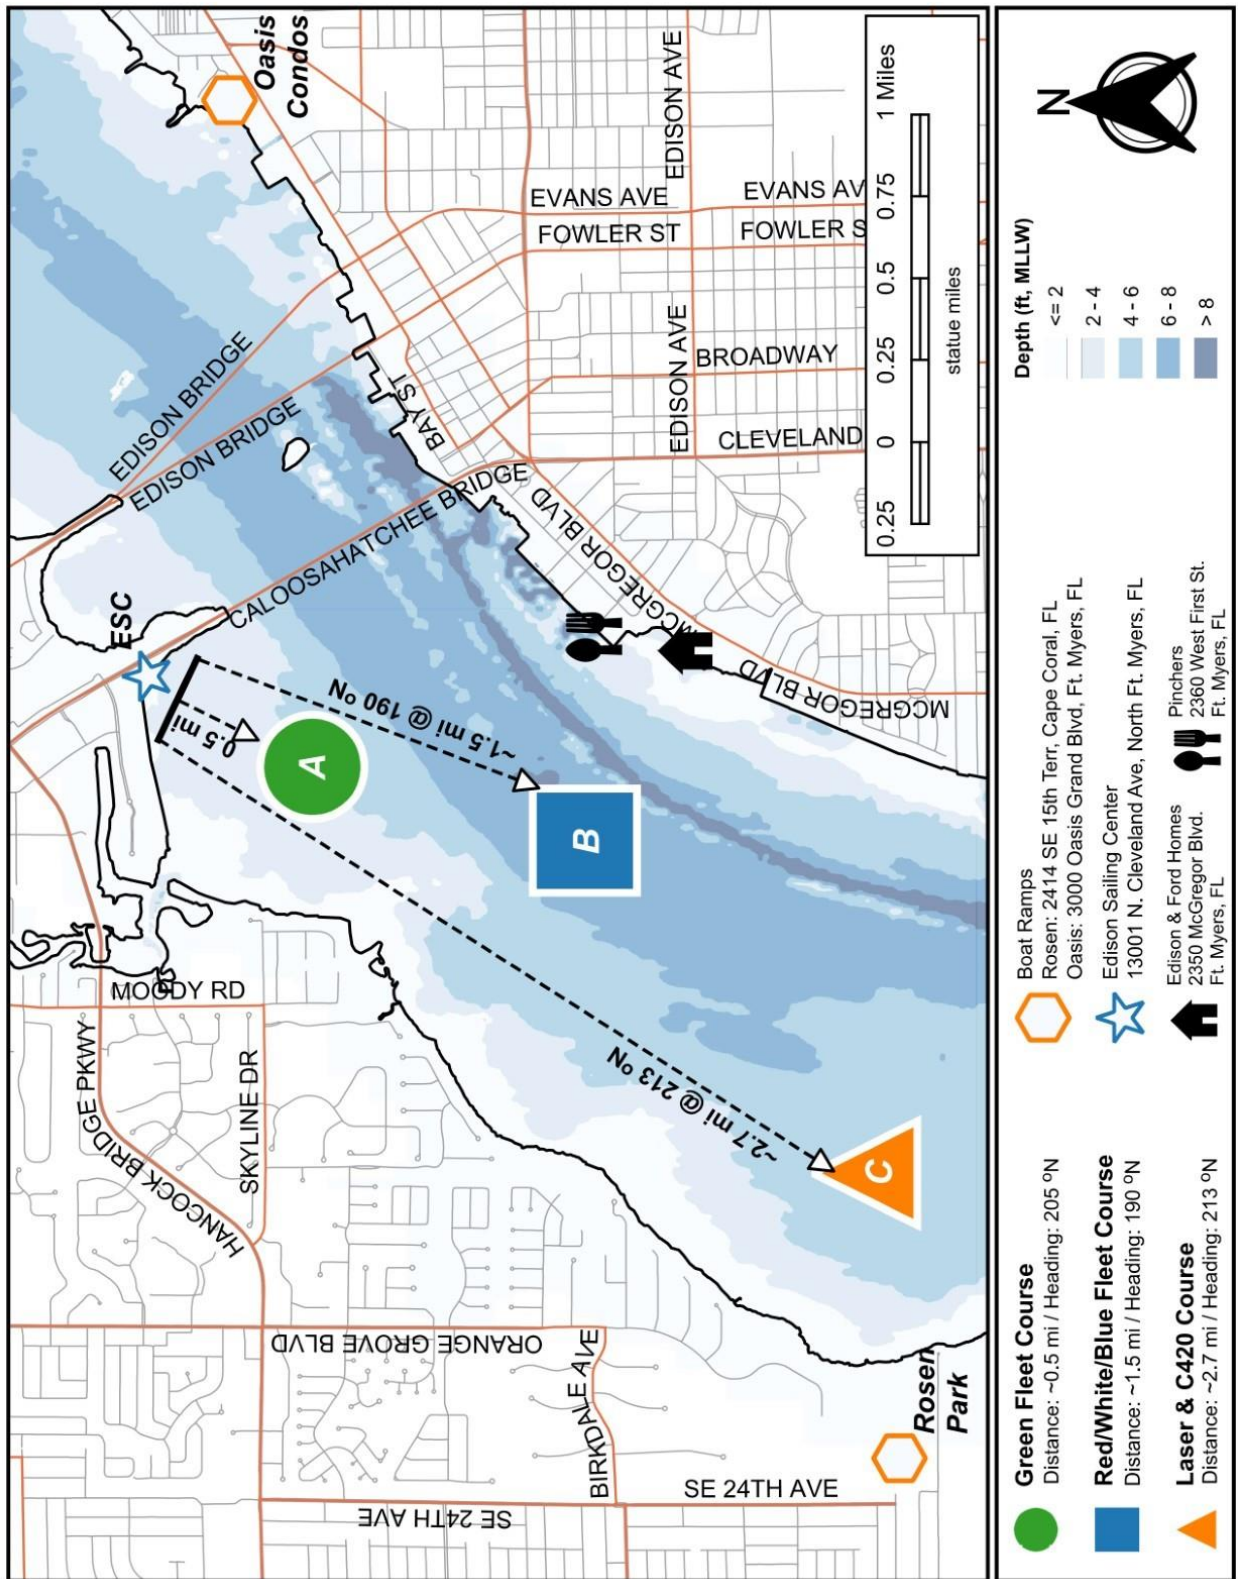 Oasis
Condos
EDISON AVE
EVANS AVE
EVANS AV
FOWLER ST
FOWLER S
EDISON AVE
BROADWAY
CLEVELAND
BAY ST
EDISON BRIDGE
EDISON BRIDGE
CALOOSAHATCHEE BRIDGE
MCGREGOR BLVD
MCGREGOR BLVD
ESC
0.5 mi
~1.5 mi @ 190 ºN
~2.7 mi @ 213 ºN
A
B
C
MOODY RD
HANCOCK BRIDGE PKWY
SKYLINE DR
ORANGE GROVE BLVD
BIRKDALE AVE
SE 24TH AVE
SE 24TH AVE
Rosen
Park
0.25 0 0.25 0.5 0.75 1 Miles
statue miles
Green Fleet Course
Distance: ~0.5 mi / Heading: 205 ºN
Red/White/Blue Fleet Course
Distance: ~1.5 mi / Heading: 190 ºN
Laser & C420 Course
Distance: ~2.7 mi / Heading: 213 ºN
Boat Ramps
Rosen: 2414 SE 15th Terr, Cape Coral, FL
Oasis: 3000 Oasis Grand Blvd, Ft. Myers, FL
Edison Sailing Center
13001 N. Cleveland Ave, North Ft. Myers, FL
Edison & Ford Homes
2350 McGregor Blvd.
Ft. Myers, FL
Pinchers
2360 West First St.
Ft. Myers, FL
Depth (ft, MLLW)
<= 2
2 - 4
4 - 6
6 - 8
> 8
N